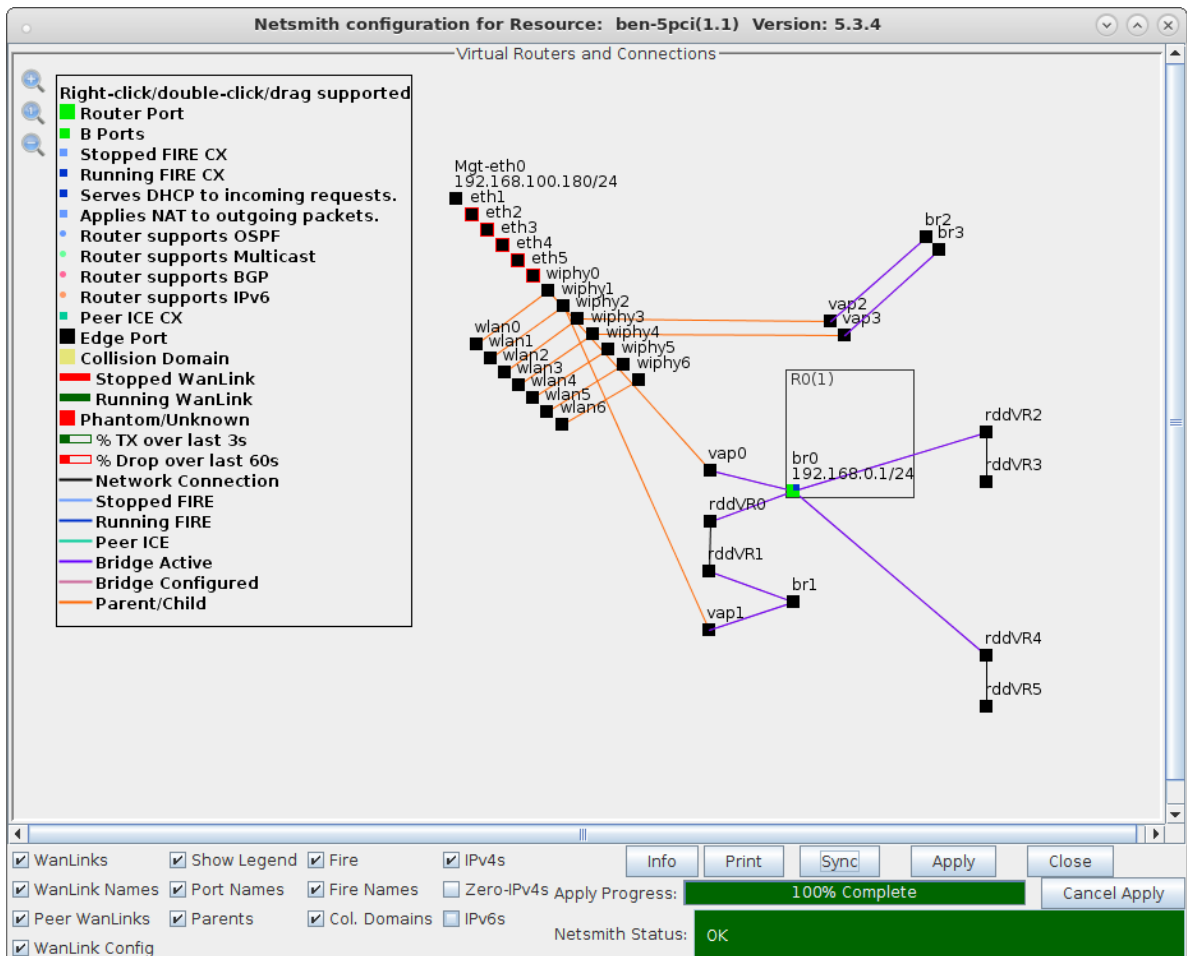 Netsmith configuration for Resource:  ben-5pci(1.1)  Version: 5.3.4
Virtual Routers and Connections
Right-click/double-click/drag supported
Router Port
B Ports
Stopped FIRE CX
Running FIRE CX
Serves DHCP to incoming requests.
Applies NAT to outgoing packets.
Router supports OSPF
Router supports Multicast
Router supports BGP
Router supports IPv6
Peer ICE CX
Edge Port
Collision Domain
Stopped WanLink
Running WanLink
Phantom/Unknown
% TX over last 3s
% Drop over last 60s
Network Connection
Stopped FIRE
Running FIRE
Peer ICE
Bridge Active
Bridge Configured
Parent/Child
Mgt-eth0
192.168.100.180/24
eth1
eth2
eth3
eth4
eth5
wiphy0
wiphy1
wiphy2
wiphy3
wiphy4
wiphy5
wiphy6
wlan0
wlan1
wlan2
wlan3
wlan4
wlan5
wlan6
br2
br3
vap2
vap3
R0(1)
br0
192.168.0.1/24
vap0
rddVR0
rddVR1
br1
vap1
rddVR2
rddVR3
rddVR4
rddVR5
WanLinks Show Legend Fire IPv4s Info Print Sync Apply Close
WanLink Names Port Names Fire Names Zero-IPv4s Apply Progress: 100% Complete Cancel Apply
Peer WanLinks Parents Col. Domains IPv6s
Netsmith Status: OK
WanLink Config